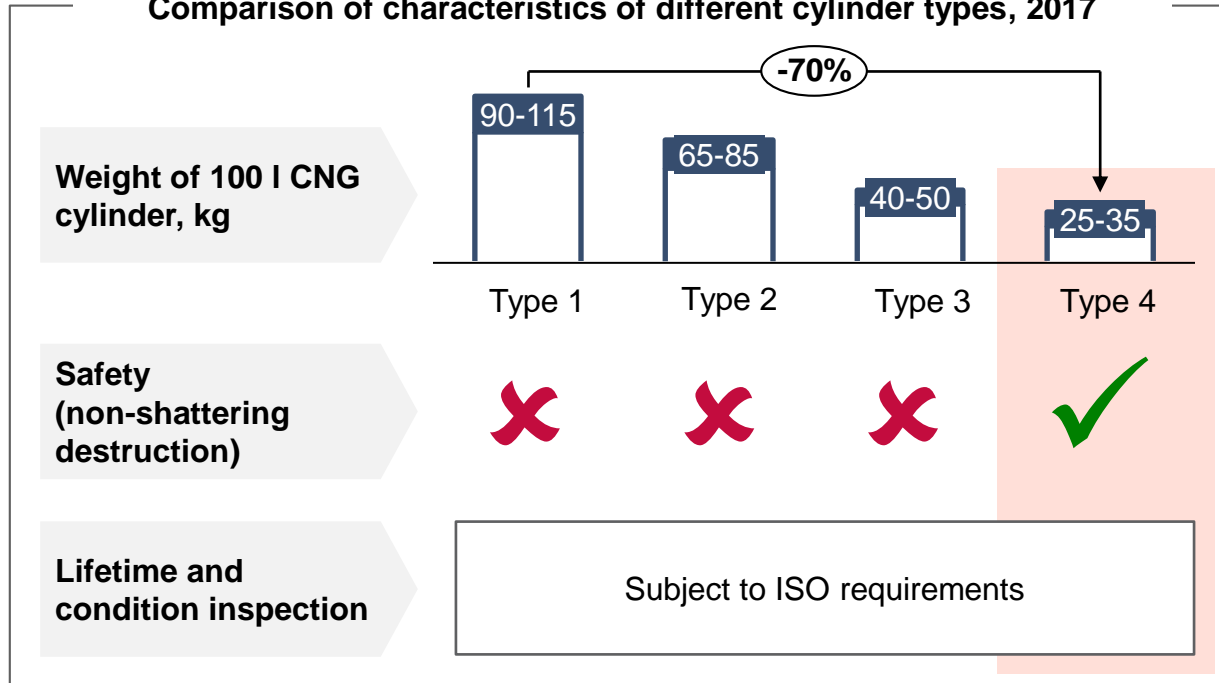 Comparison of characteristics of different cylinder types, 2017
-70%
Weight of 100 l CNG
cylinder, kg
90-115
65-85
40-50
25-35
Type 1
Type 2
Type 3
Type 4
Safety
(non-shattering
destruction)
Lifetime and
condition inspection
Subject to ISO requirements